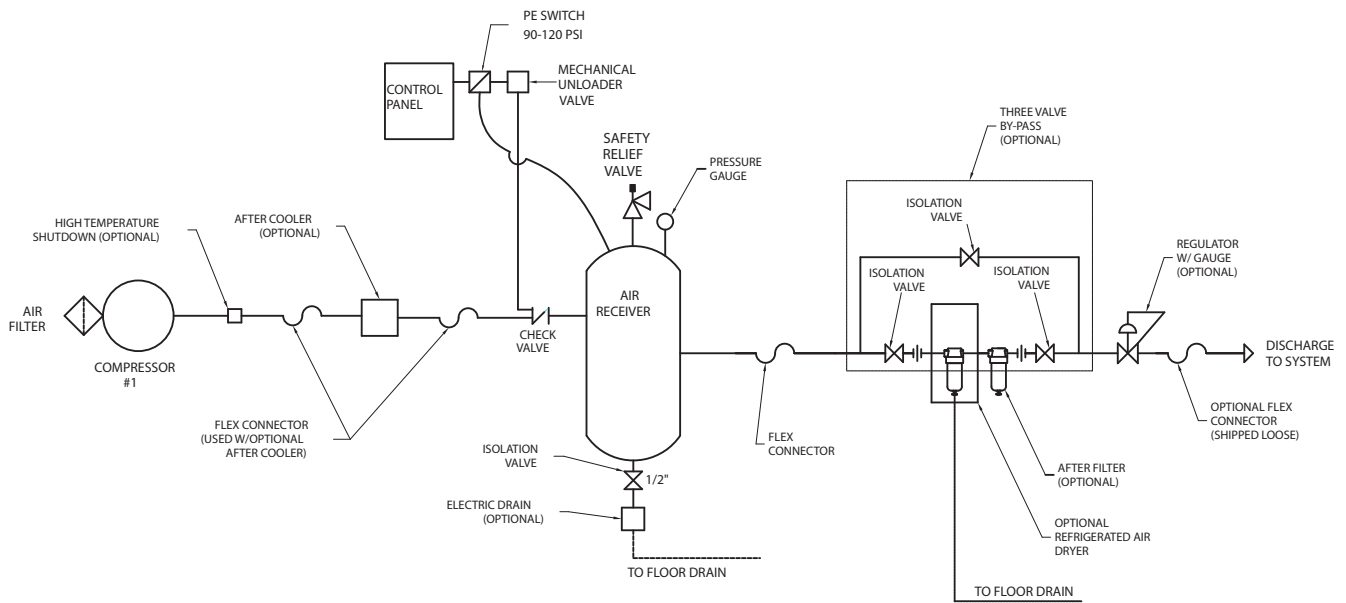 PE SWITCH
90-120 PSI
CONTROL
PANEL
MECHANICAL
UNLOADER
VALVE
SAFETY
RELIEF
VALVE
PRESSURE
GAUGE
THREE VALVE
BY-PASS
(OPTIONAL)
HIGH TEMPERATURE
SHUTDOWN (OPTIONAL)
AFTER COOLER
(OPTIONAL)
ISOLATION
VALVE
REGULATOR
W/ GAUGE
(OPTIONAL)
ISOLATION
VALVE
ISOLATION
VALVE
AIR
FILTER
AIR
RECEIVER
CHECK
VALVE
COMPRESSOR
#1
DISCHARGE
TO SYSTEM
FLEX CONNECTOR
(USED W/OPTIONAL
AFTER COOLER)
FLEX
CONNECTOR
OPTIONAL FLEX
CONNECTOR
(SHIPPED LOOSE)
ISOLATION
VALVE
1/2"
AFTER FILTER
(OPTIONAL)
ELECTRIC DRAIN
(OPTIONAL)
OPTIONAL
REFRIGERATED AIR
DRYER
TO FLOOR DRAIN
TO FLOOR DRAIN